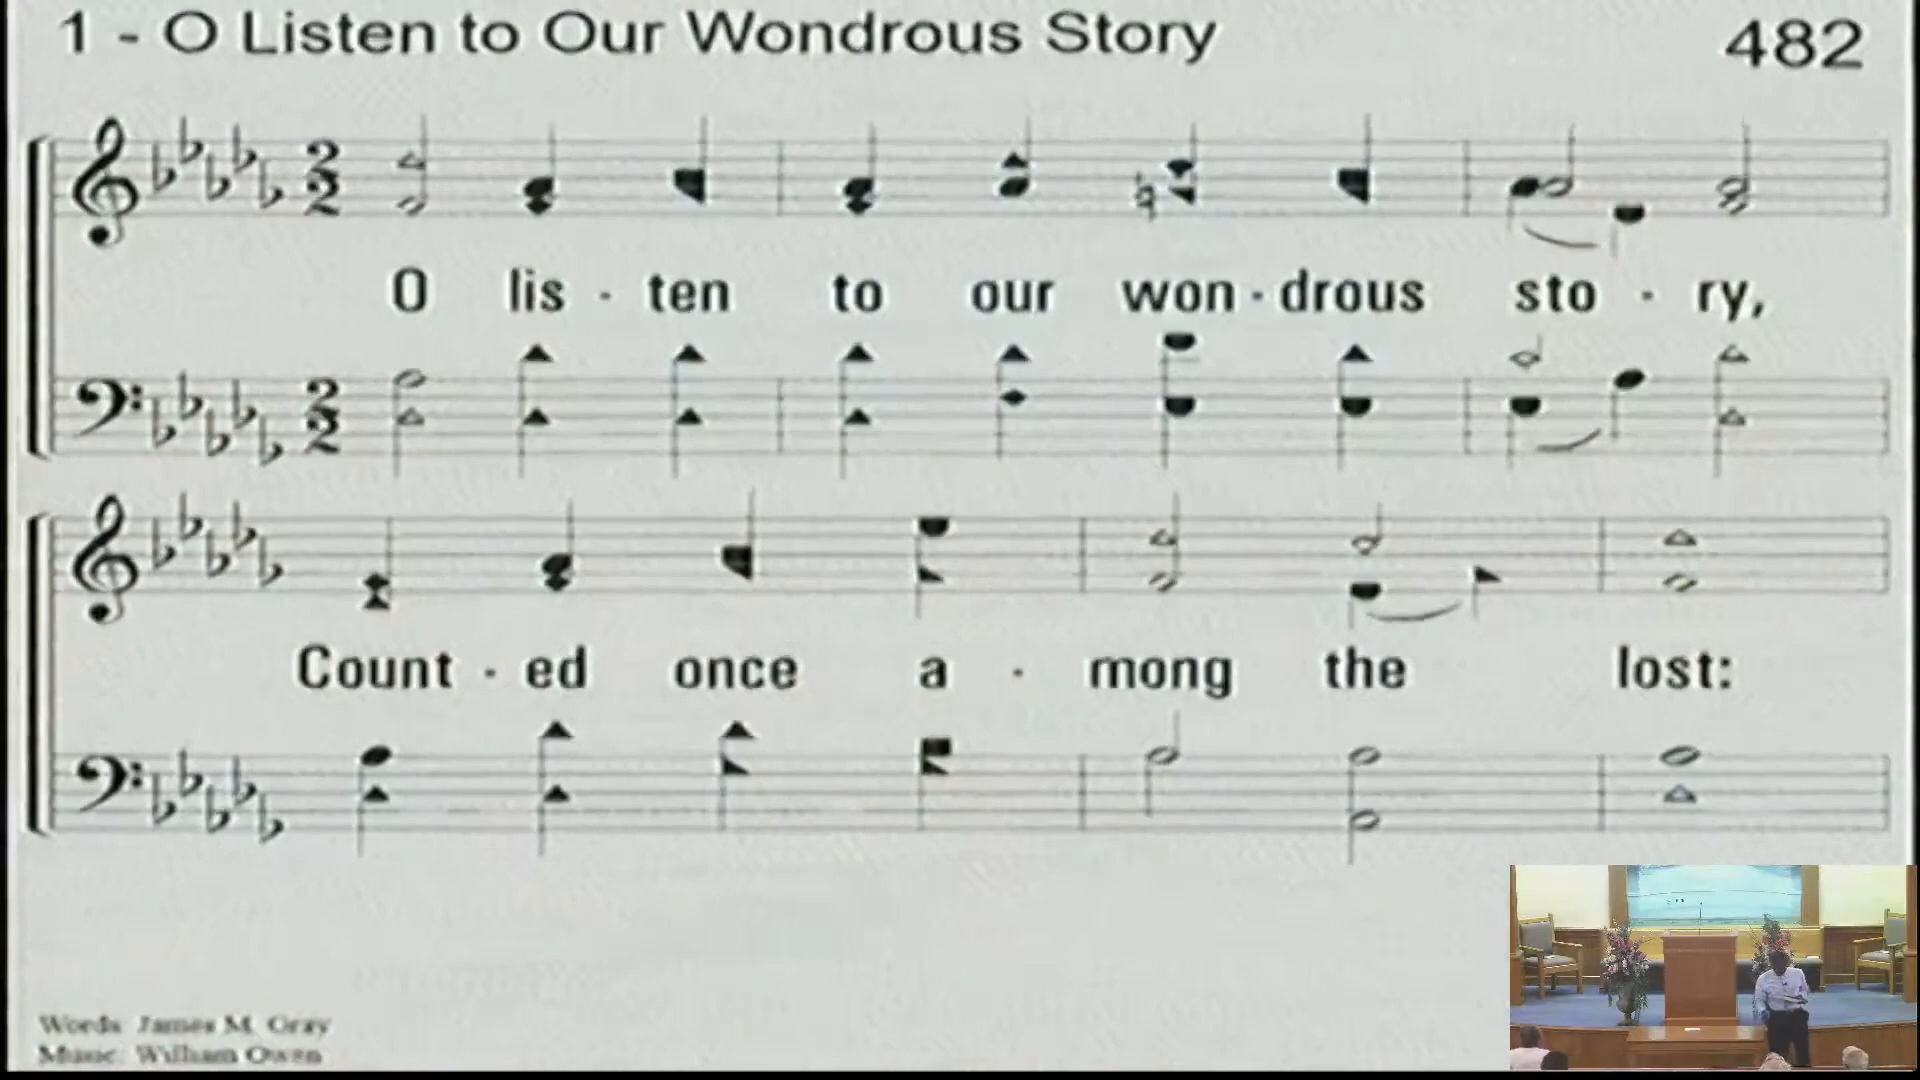 1 - O Listen to Our Wondrous Story
482
O lis - ten to our won - drous sto - ry,
Count - ed once a - mong the lost:
Words: James M. Gray
Music: William Owen